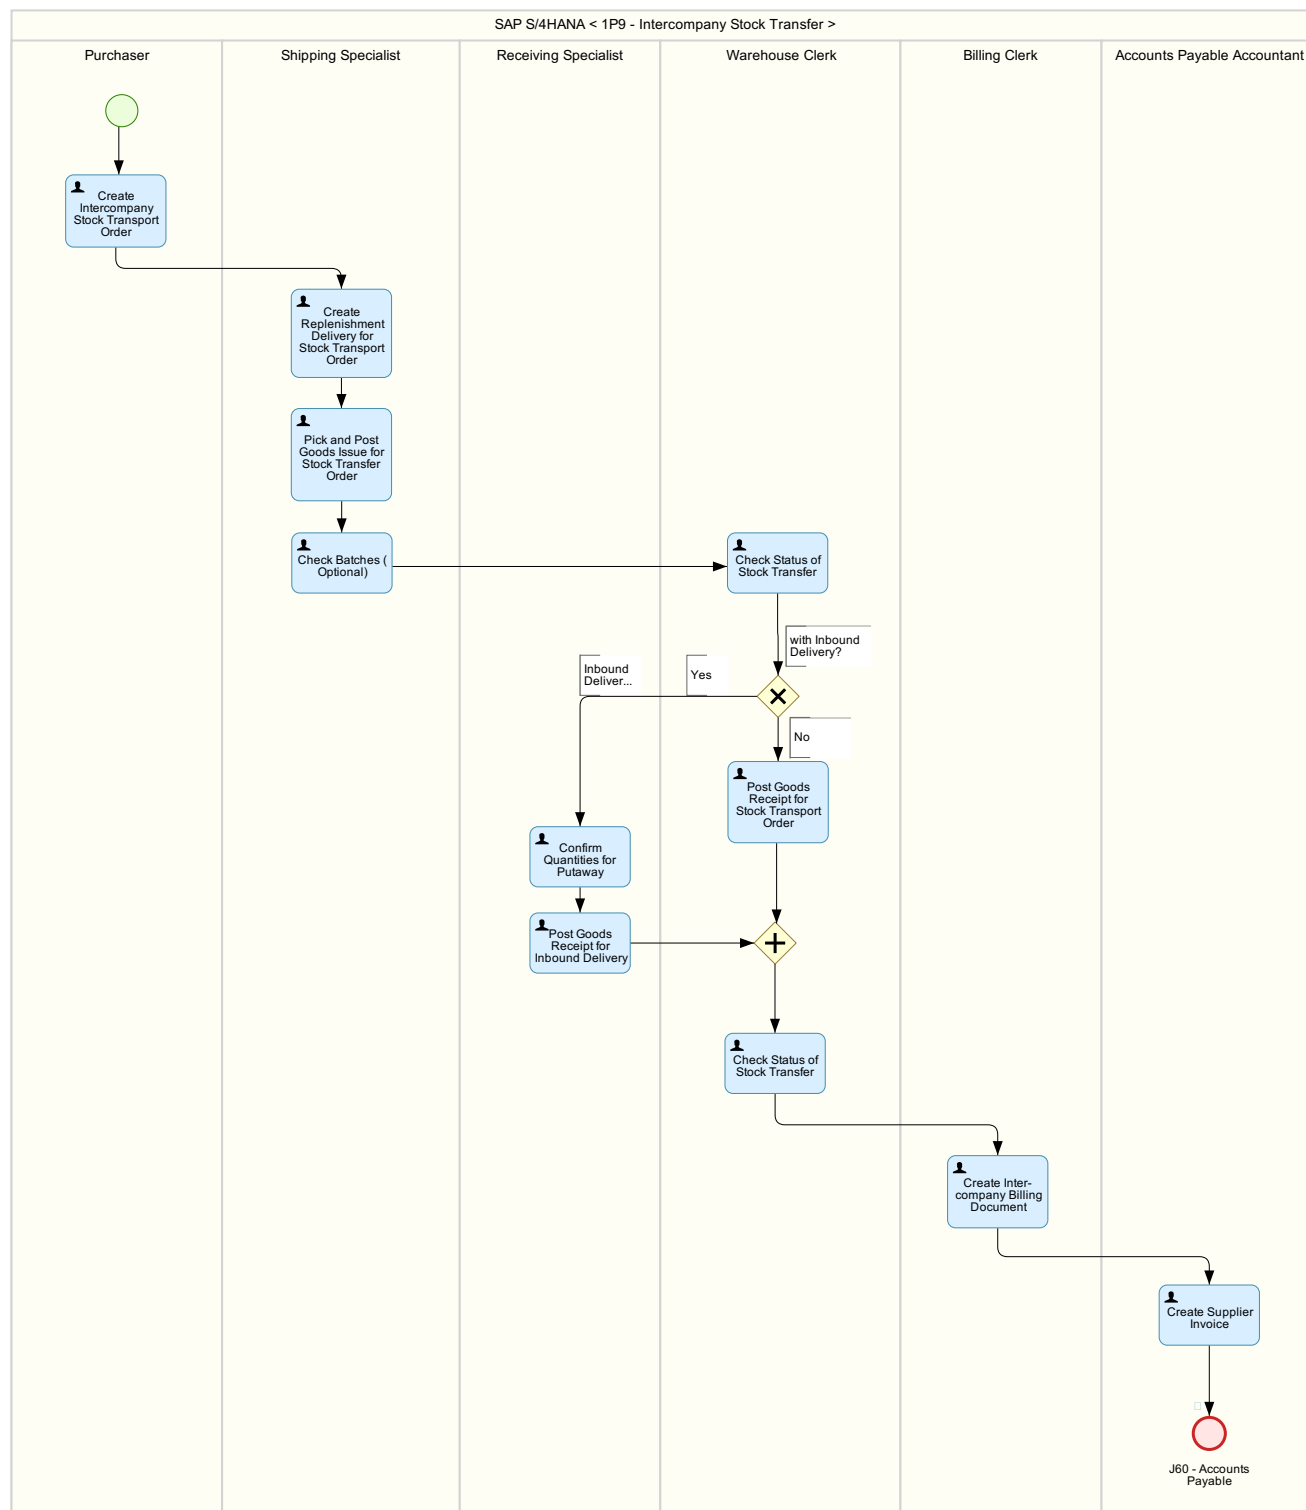 SAP S/4HANA < 1P9 - Intercompany Stock Transfer >
Purchaser
Shipping Specialist
Receiving Specialist
Warehouse Clerk
Billing Clerk
Accounts Payable Accountant
Create
Intercompany
Stock Transport
Order
Create
Replenishment
Delivery for
Stock Transport
Order
Pick and Post
Goods Issue for
Stock Transfer
Order
Check Batches (
Optional)
Check Status of
Stock Transfer
with Inbound
Delivery?
Inbound
Deliver...
Yes
No
Post Goods
Receipt for
Stock Transport
Order
Confirm
Quantities for
Putaway
Post Goods
Receipt for
Inbound Delivery
Check Status of
Stock Transfer
Create Inter-
company Billing
Document
Create Supplier
Invoice
J60 - Accounts
Payable